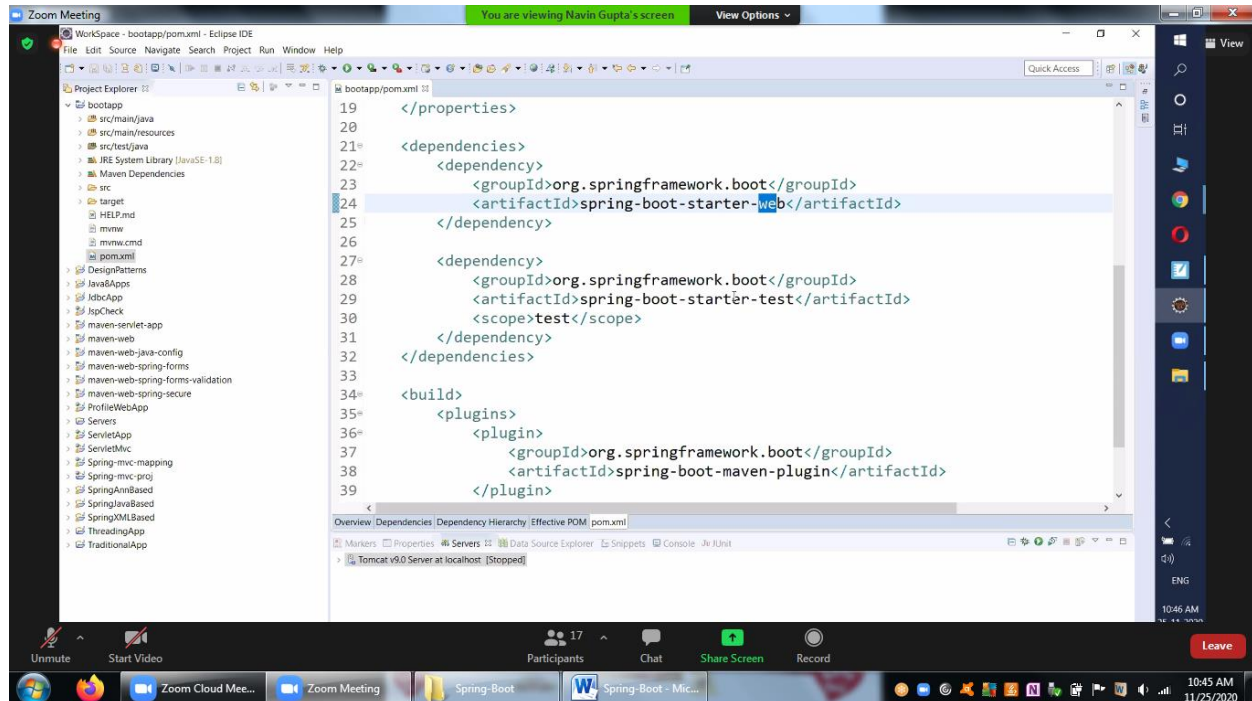 Zoom Meeting
You are viewing Navin Gupta's screen
View Options
WorkSpace - bootapp/pom.xml - Eclipse IDE
View
File Edit Source Navigate Search Project Run Window Help
Quick Access
Project Explorer
bootapp/pom.xml
bootapp
src/main/java
src/main/resources
src/test/java
JRE System Library [JavaSE-1.8]
Maven Dependencies
src
target
HELP.md
mvnw
mvnw.cmd
pom.xml
DesignPatterns
Java8Apps
JdbcApp
JspCheck
maven-servlet-app
maven-web
maven-web-java-config
maven-web-spring-forms
maven-web-spring-forms-validation
maven-web-spring-secure
ProfileWebApp
Servers
ServletApp
ServletMvc
Spring-mvc-mapping
Spring-mvc-proj
SpringAnnBased
SpringJavaBased
SpringXMLBased
ThreadingApp
TraditionalApp
19 </properties>
20
21 <dependencies>
22 <dependency>
23 <groupId>org.springframework.boot</groupId>
24 <artifactId>spring-boot-starter-web</artifactId>
25 </dependency>
26
27 <dependency>
28 <groupId>org.springframework.boot</groupId>
29 <artifactId>spring-boot-starter-test</artifactId>
30 <scope>test</scope>
31 </dependency>
32 </dependencies>
33
34 <build>
35 <plugins>
36 <plugin>
37 <groupId>org.springframework.boot</groupId>
38 <artifactId>spring-boot-maven-plugin</artifactId>
39 </plugin>
Overview Dependencies Dependency Hierarchy Effective POM pom.xml
Markers Properties Servers Data Source Explorer Snippets Console JUnit
Tomcat v9.0 Server at localhost [Stopped]
ENG
10:46 AM
17
Unmute Start Video Participants Chat Share Screen Record
Leave
Zoom Cloud Mee... Zoom Meeting Spring-Boot Spring-Boot - Mic...
10:45 AM
11/25/2020